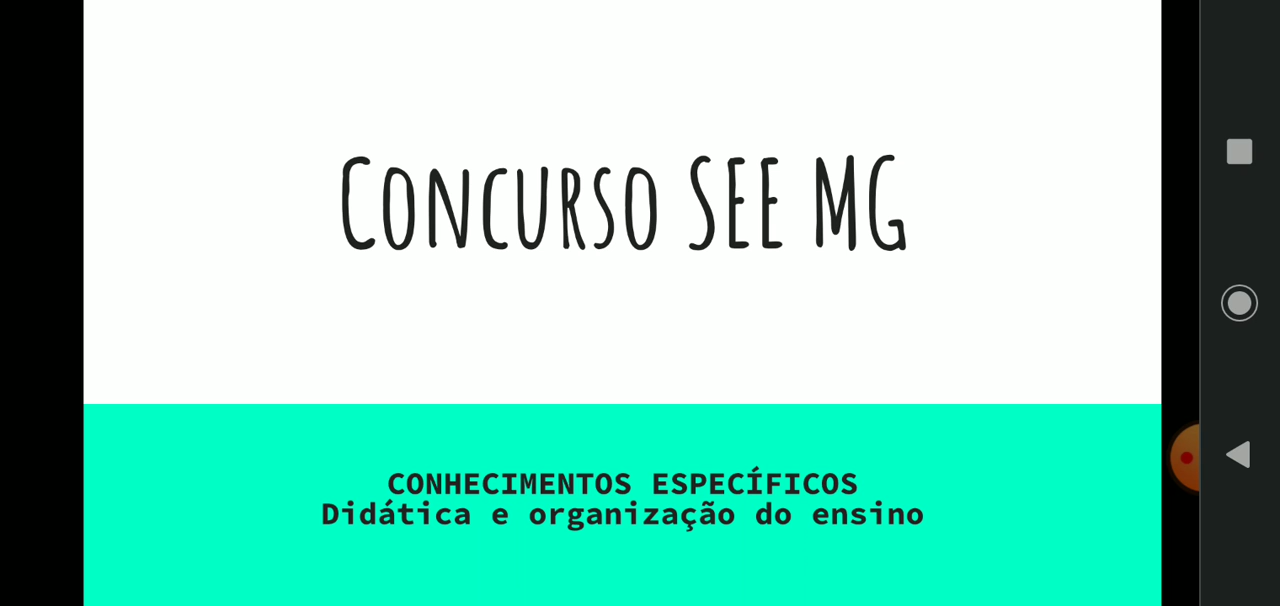 Concurso SEE MG
CONHECIMENTOS ESPECÍFICOS
Didática e organização do ensino